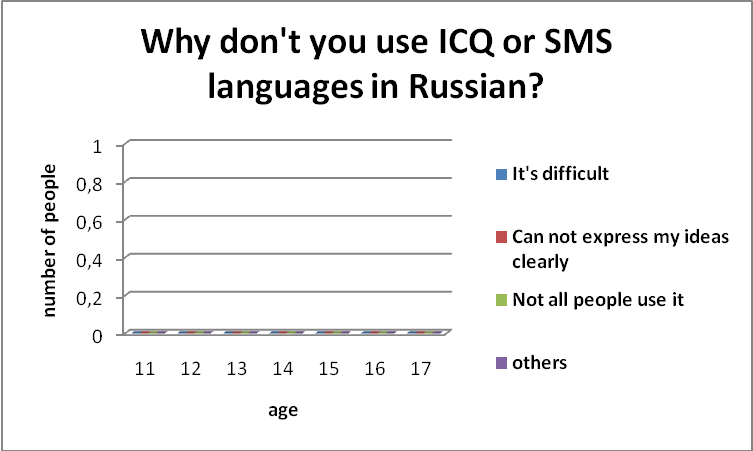 Why don't you use ICQ or SMS
languages in Russian?
number of people
1
0,8
0,6
0,4
0,2
0
11 12 13 14 15 16 17
age
It's difficult
Can not express my ideas
clearly
Not all people use it
others